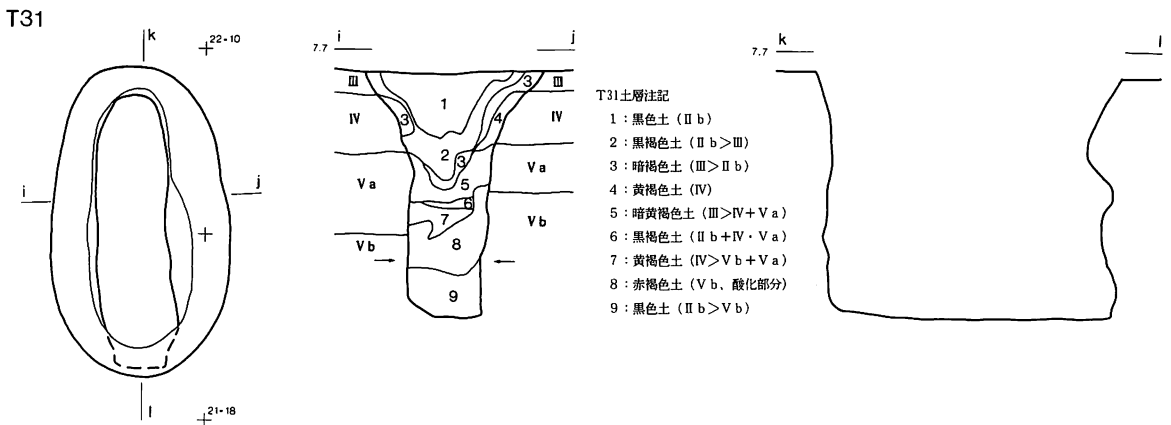 T31
k
22-10
i
j
l
21-18
7.7
i
j
Ⅲ
3
Ⅲ
1
Ⅳ
3
4
Ⅳ
2
3
Ⅴa
5
Ⅴa
6
7
Ⅴb
8
Ⅴb
9
T31土層注記
1：黒色土（Ⅱb）
2：黒褐色土（Ⅱb>Ⅲ）
3：暗褐色土（Ⅲ>Ⅱb）
4：黄褐色土（Ⅳ）
5：暗黄褐色土（Ⅲ>Ⅳ+Ⅴa）
6：黒褐色土（Ⅱb+Ⅳ・Ⅴa）
7：黄褐色土（Ⅳ>Ⅴb+Ⅴa）
8：赤褐色土（Ⅴb、酸化部分）
9：黒色土（Ⅱb>Ⅴb）
7.7
k
l